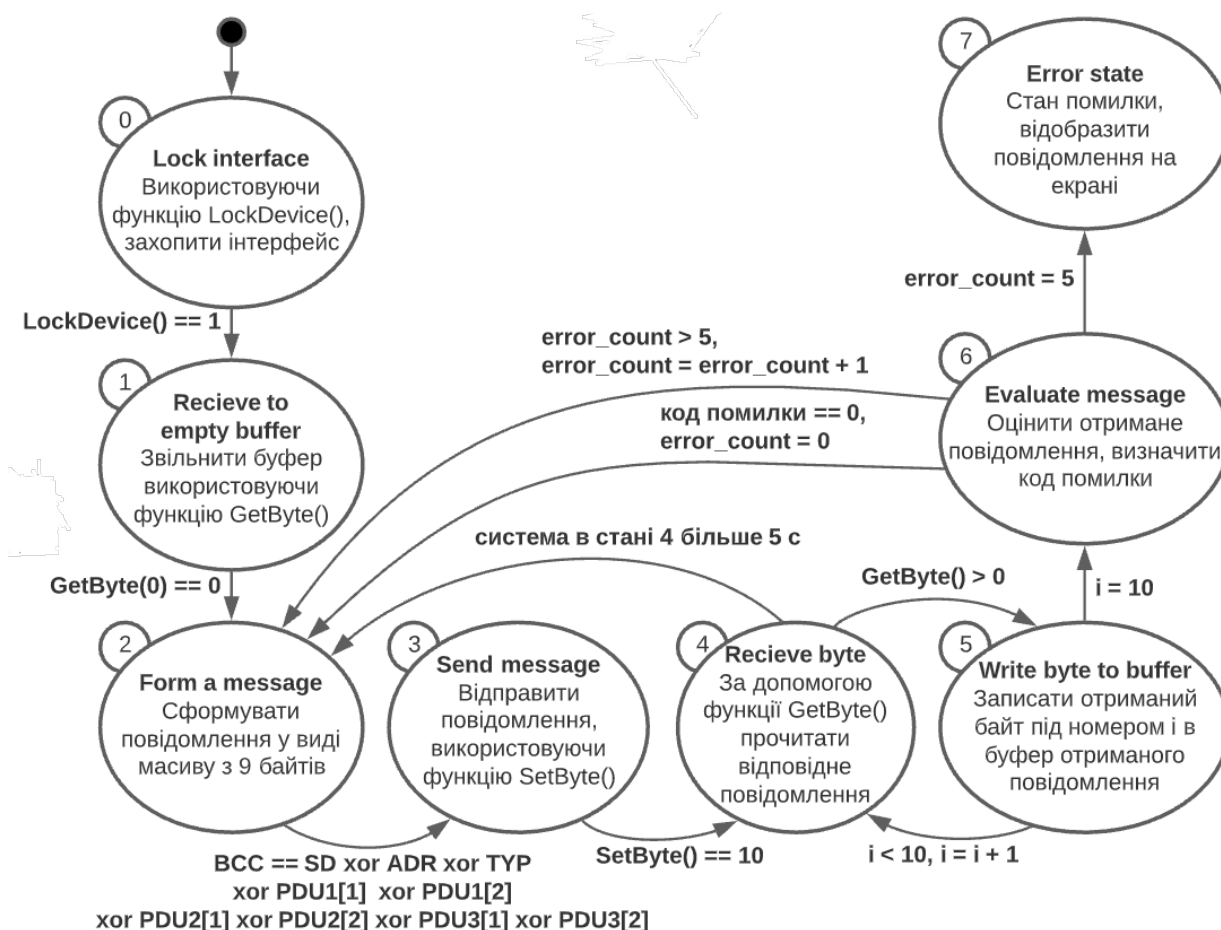 0
Lock interface
Використовуючи
функцію LockDevice(),
захопити інтерфейс
LockDevice() == 1
1
Recieve to
empty buffer
Звільнити буфер
використовуючи
функцію GetByte()
GetByte(0) == 0
2
Form a message
Сформувати
повідомлення у виді
масиву з 9 байтів
BCC == SD xor ADR xor TYP
xor PDU1[1] xor PDU1[2]
xor PDU2[1] xor PDU2[2] xor PDU3[1] xor PDU3[2]
3
Send message
Відправити
повідомлення,
використовуючи
функцію SetByte()
SetByte() == 10
4
Recieve byte
За допомогою
функції GetByte()
прочитати
відповідне
повідомлення
система в стані 4 більше 5 с
GetByte() > 0
5
Write byte to buffer
Записати отриманий
байт під номером і в
буфер отриманого
повідомлення
i < 10, i = i + 1
i = 10
6
Evaluate message
Оцінити отримане
повідомлення, визначити
код помилки
error_count > 5,
error_count = error_count + 1
код помилки == 0,
error_count = 0
error_count = 5
7
Error state
Стан помилки,
відобразити
повідомлення на
екрані